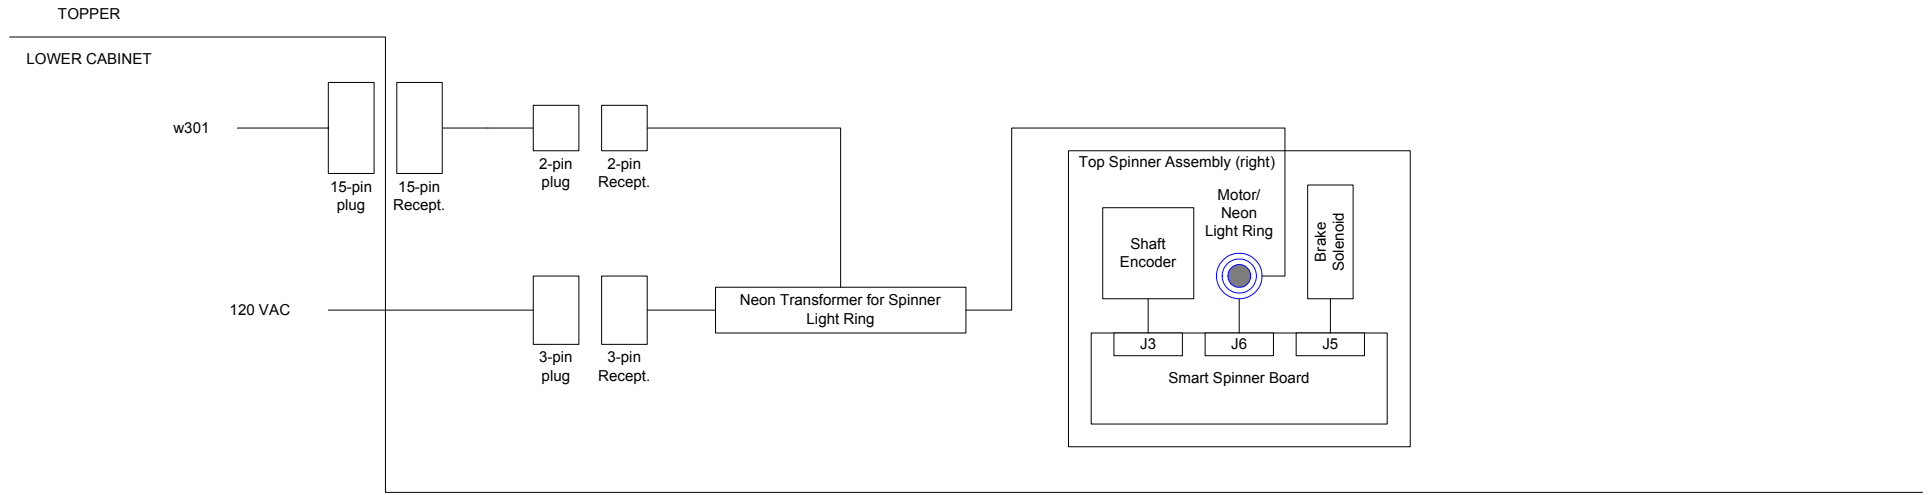 TOPPER
LOWER CABINET
w301
15-pin
plug
15-pin
Recept.
2-pin
plug
2-pin
Recept.
120 VAC
3-pin
plug
3-pin
Recept.
Neon Transformer for Spinner
Light Ring
Top Spinner Assembly (right)
Shaft
Encoder
Motor/
Neon
Light Ring
Brake
Solenoid
J3
J6
J5
Smart Spinner Board